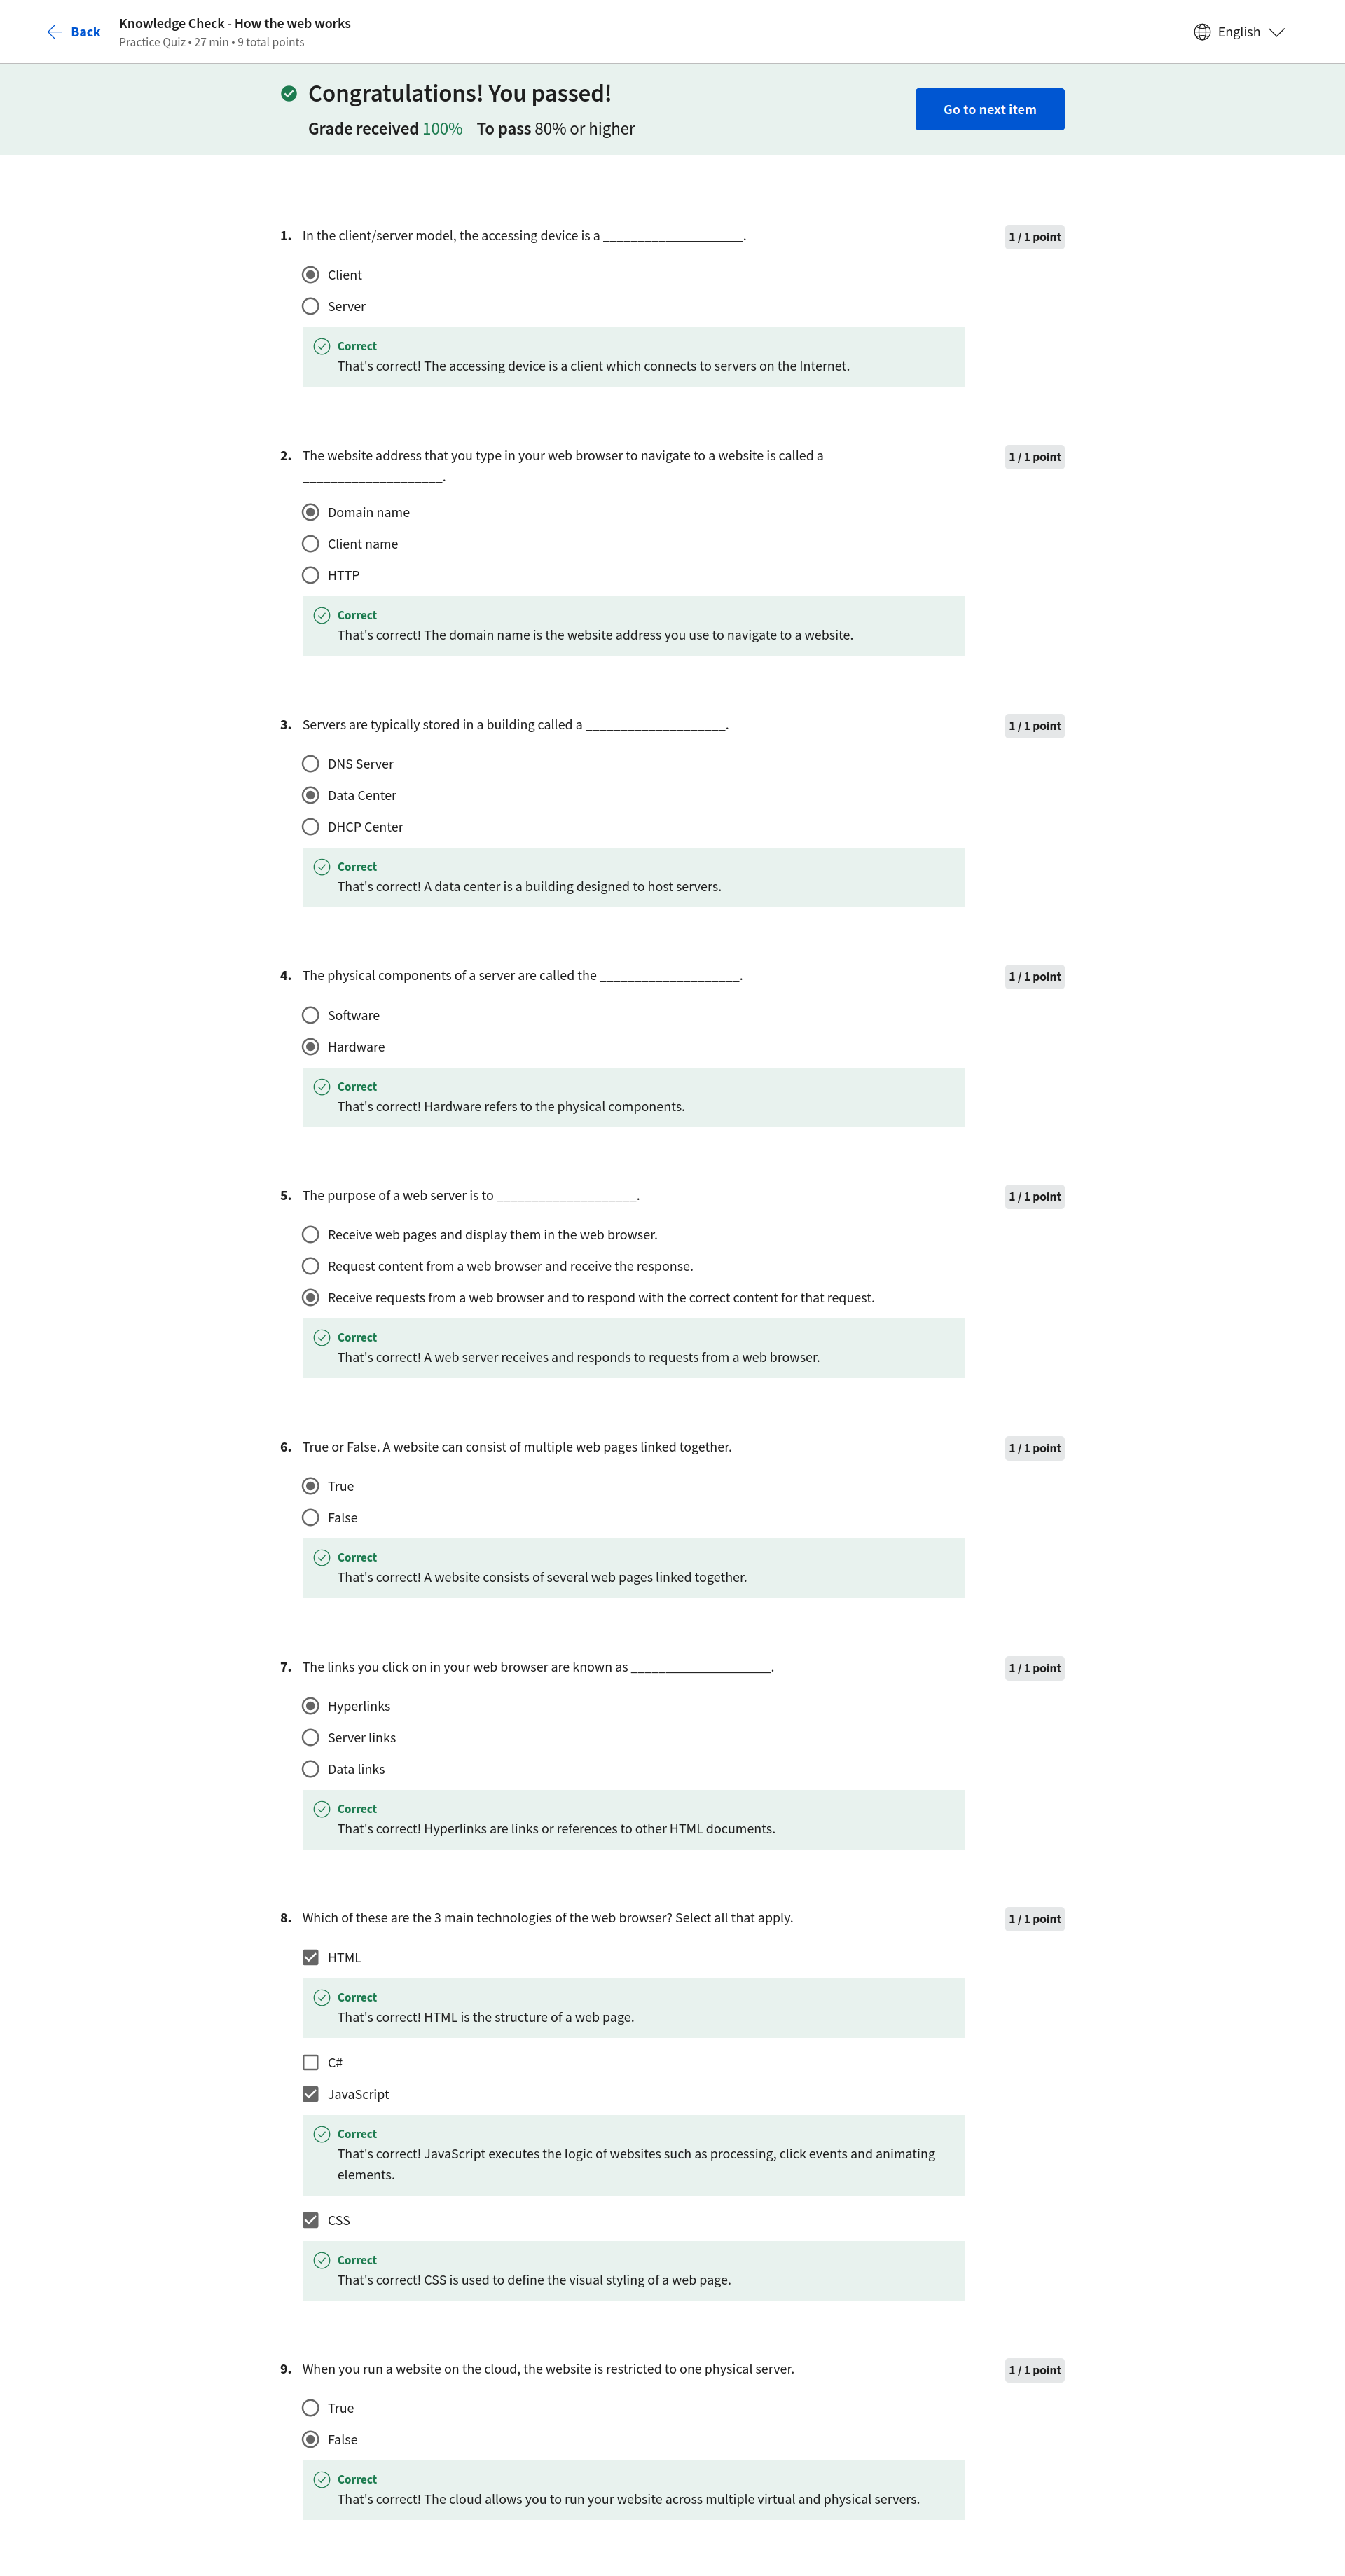 Back
Knowledge Check - How the web works
Practice Quiz • 27 min • 9 total points
English
Congratulations! You passed!
Grade received 100% To pass 80% or higher
Go to next item
1. In the client/server model, the accessing device is a ____________________.
1 / 1 point
Client
Server
Correct
That's correct! The accessing device is a client which connects to servers on the Internet.
2. The website address that you type in your web browser to navigate to a website is called a
____________________.
1 / 1 point
Domain name
Client name
HTTP
Correct
That's correct! The domain name is the website address you use to navigate to a website.
3. Servers are typically stored in a building called a ____________________.
1 / 1 point
DNS Server
Data Center
DHCP Center
Correct
That's correct! A data center is a building designed to host servers.
4. The physical components of a server are called the ____________________.
1 / 1 point
Software
Hardware
Correct
That's correct! Hardware refers to the physical components.
5. The purpose of a web server is to ____________________.
1 / 1 point
Receive web pages and display them in the web browser.
Request content from a web browser and receive the response.
Receive requests from a web browser and to respond with the correct content for that request.
Correct
That's correct! A web server receives and responds to requests from a web browser.
6. True or False. A website can consist of multiple web pages linked together.
1 / 1 point
True
False
Correct
That's correct! A website consists of several web pages linked together.
7. The links you click on in your web browser are known as ____________________.
1 / 1 point
Hyperlinks
Server links
Data links
Correct
That's correct! Hyperlinks are links or references to other HTML documents.
8. Which of these are the 3 main technologies of the web browser? Select all that apply.
1 / 1 point
HTML
Correct
That's correct! HTML is the structure of a web page.
C#
JavaScript
Correct
That's correct! JavaScript executes the logic of websites such as processing, click events and animating
elements.
CSS
Correct
That's correct! CSS is used to define the visual styling of a web page.
9. When you run a website on the cloud, the website is restricted to one physical server.
1 / 1 point
True
False
Correct
That's correct! The cloud allows you to run your website across multiple virtual and physical servers.